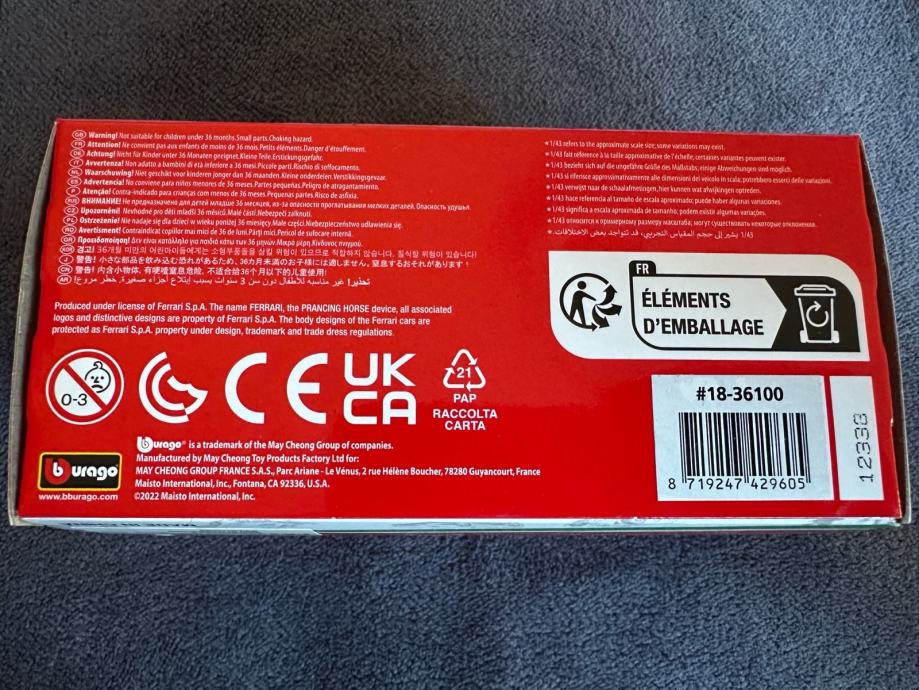 GB Warning! Not suitable for children under 36 months. Small parts. Choking hazard.
FR Attention! Ne convient pas aux enfants de moins de 36 mois. Petits éléments. Danger d'étouffement.
Achtung! Nicht für Kinder unter 36 Monaten geeignet. Kleine Teile. Erstickungsgefahr.
IT Avvertenza! Non adatto a bambini di età inferiore a 36 mesi. Piccole parti. Rischio di soffocamento.
NL Waarschuwing! Niet geschikt voor kinderen jonger dan 36 maanden. Kleine onderdelen. Verstikkingsgevaar.
ES Advertencia! No conviene para niños menores de 36 meses. Partes pequeñas. Peligro de atragantamiento.
P Atenção! Contra-indicado para crianças com menos de 36 meses. Pequenas partes. Risco de asfixia.
RUS ВНИМАНИЕ! Не предназначено для детей младше 36 месяцев, из-за опасности проглатывания мелких деталей. Опасность удушья.
CZ Upozornění! Nevhodné pro děti mladší 36 měsíců. Malé části. Nebezpečí zalknutí.
PL Ostrzeżenie! Nie nadaje się dla dzieci w wieku poniżej 36 miesięcy. Małe części. Niebezpieczeństwo udławienia się.
RO Avertisment! Contraindicat copiilor mai mici de 36 de luni. Părţi mici. Pericol de sufocare internă.
GR Προειδοποίηση! Δεν είναι κατάλληλο για παιδιά κάτω των 36 μηνών. Μικρά μέρη. Κίνδυνος πνιγμού.
KOR 경고! 36개월 미만의 어린아이들에게는 소형부품들을 삼킬 위험이 있으므로 적합하지 않습니다. 질식할 위험이 있습니다!
J 警告! 小さな部品を飲み込む恐れがあるため、36カ月未満のお子様には適しません。窒息するおそれがあります!
CN 警告! 内含小物体, 有哽噎窒息危险, 不适合给36个月以下的儿童使用!
AR تحذير! غير مناسبه للأطفال دون سن 3 سنوات بسبب إبتلاع أجزاء صغيرة. خطر مروع!
* 1/43 refers to the approximate scale size, some variations may exist.
* 1/43 fait référence à la taille approximative de l'échelle, certaines variantes peuvent exister.
* 1/43 bezieht sich auf die ungefähre Größe des Maßstabs; einige Abweichungen sind möglich.
* 1/43 si riferisce approssimativamente alle dimensioni del veicolo in scala; potrebbero esserci delle variazioni.
* 1/43 verwijst naar de schaalafmetingen, hier kunnen wat afwijkingen optreden.
* 1/43 hace referencia al tamaño de escala aproximado; puede haber algunas variaciones.
* 1/43 significa a escala aproximada do tamanho; podem existir algumas variações.
* 1/43 относится к примерному размеру масштаба; могут существовать некоторые отклонения.
* 1/43 يشير إلى حجم المقياس التجريبي، قد تتواجد بعض الاختلافات.
FR
ÉLÉMENTS
D'EMBALLAGE
Produced under license of Ferrari S.p.A. The name FERRARI, the PRANCING HORSE device, all associated
logos and distinctive designs are property of Ferrari S.p.A. The body designs of the Ferrari cars are
protected as Ferrari S.p.A. property under design, trademark and trade dress regulations.
0-3
CE
UK
CA
21
PAP
RACCOLTA
CARTA
#18-36100
8 719247 429605
12330
bburago
www.bburago.com
bburago® is a trademark of the May Cheong Group of companies.
Manufactured by May Cheong Toy Products Factory Ltd for:
MAY CHEONG GROUP FRANCE S.A.S., Parc Ariane - Le Vénus, 2 rue Hélène Boucher, 78280 Guyancourt, France
Maisto International, Inc., Fontana, CA 92336, U.S.A.
©2022 Maisto International, Inc.